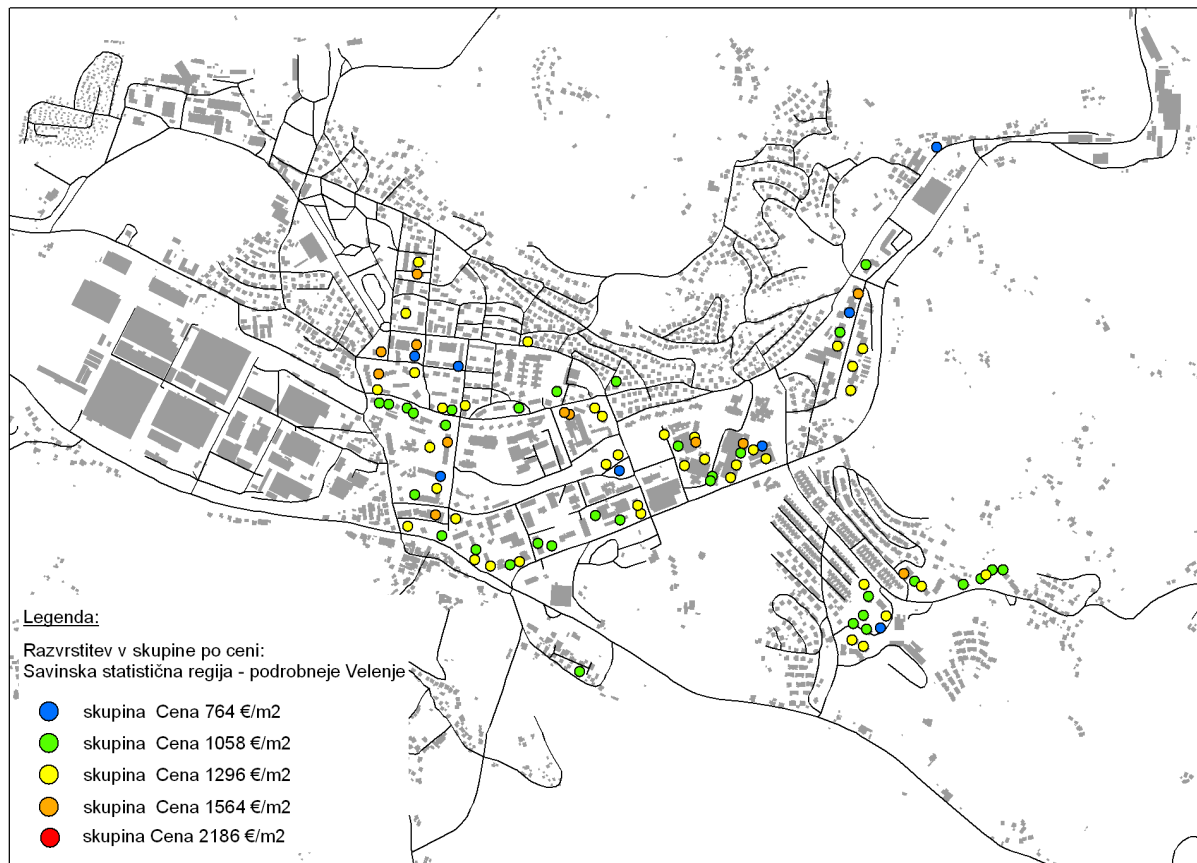 Legenda:
Razvrstitev v skupine po ceni:
Savinska statistična regija - podrobneje Velenje
skupina Cena 764 €/m2
skupina Cena 1058 €/m2
skupina Cena 1296 €/m2
skupina Cena 1564 €/m2
skupina Cena 2186 €/m2